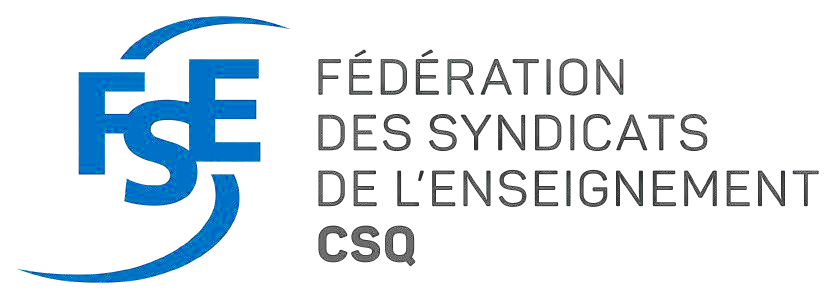 FSE
FÉDÉRATION
DES SYNDICATS
DE L'ENSEIGNEMENT
CSQ